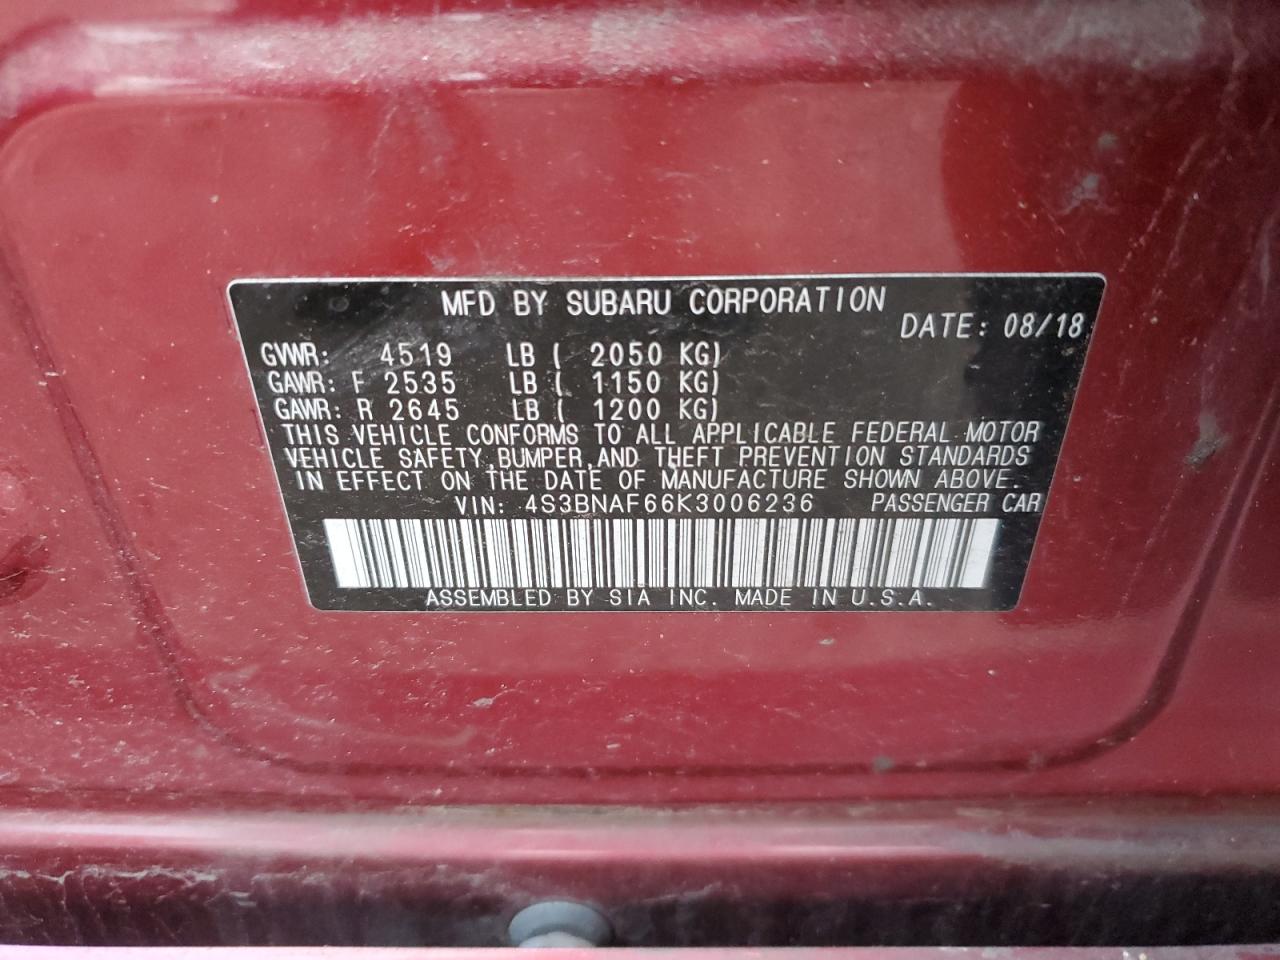 MFD BY SUBARU CORPORATION
DATE: 08/18
GVWR: 4519 LB ( 2050 KG)
GAWR: F 2535 LB ( 1150 KG)
GAWR: R 2645 LB ( 1200 KG)
THIS VEHICLE CONFORMS TO ALL APPLICABLE FEDERAL MOTOR
VEHICLE SAFETY, BUMPER, AND THEFT PREVENTION STANDARDS
IN EFFECT ON THE DATE OF MANUFACTURE SHOWN ABOVE.
VIN: 4S3BNAF66K3006236 PASSENGER CAR
ASSEMBLED BY SIA INC. MADE IN U.S.A.